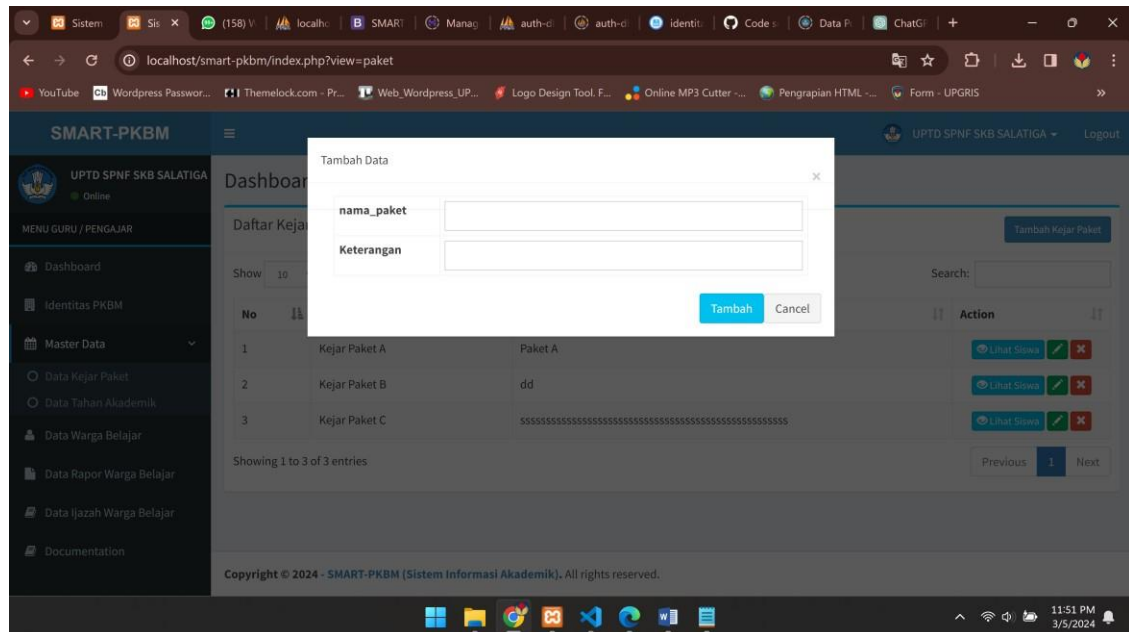 Sistem
Sis
(158) W
localho
B SMART
Manag
auth-d
auth-d
identit
Code s
Data P
ChatGP
localhost/smart-pkbm/index.php?view=paket
YouTube
Cb Wordpress Passwor...
Themelock.com - Pr...
Web_Wordpress_UP...
Logo Design Tool. F...
Online MP3 Cutter -...
Pengrapian HTML -...
Form - UPGRIS
»
SMART-PKBM
UPTD SPNF SKB SALATIGA
Logout
UPTD SPNF SKB SALATIGA
Online
MENU GURU / PENGAJAR
Dashboard
Identitas PKBM
Master Data
Data Kejar Paket
Data Tahan Akademik
Data Warga Belajar
Data Rapor Warga Belajar
Data Ijazah Warga Belajar
Documentation
Dashboar
Daftar Keja
Tambah Kejar Paket
Show 10
Search:
Tambah Data
×
nama_paket
Keterangan
Tambah Cancel
No Action
1 Kejar Paket A Paket A Lihat Siswa
2 Kejar Paket B dd Lihat Siswa
3 Kejar Paket C Lihat Siswa
Showing 1 to 3 of 3 entries
Previous 1 Next
Copyright © 2024 - SMART-PKBM (Sistem Informasi Akademik). All rights reserved.
11:51 PM
3/5/2024